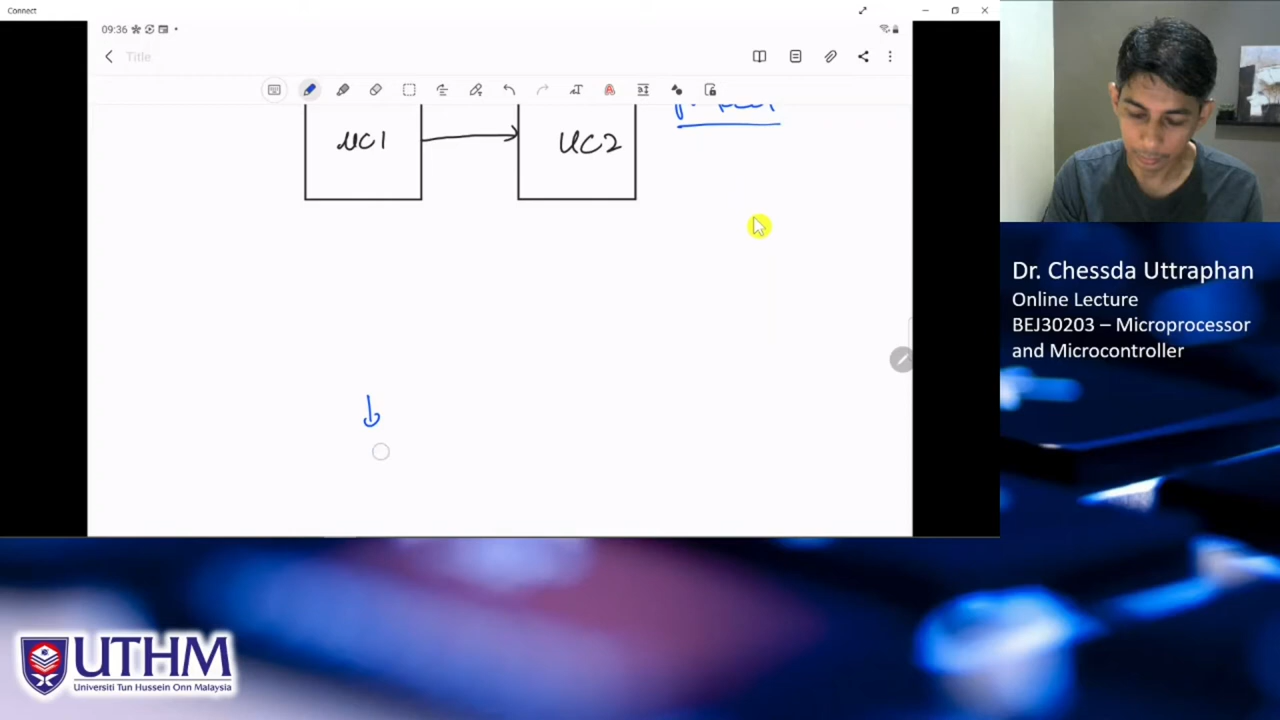 Connect
09:36
Title
UC1
UC2
Dr. Chessda Uttraphan
Online Lecture
BEJ30203 – Microprocessor
and Microcontroller
UTHM
Universiti Tun Hussein Onn Malaysia